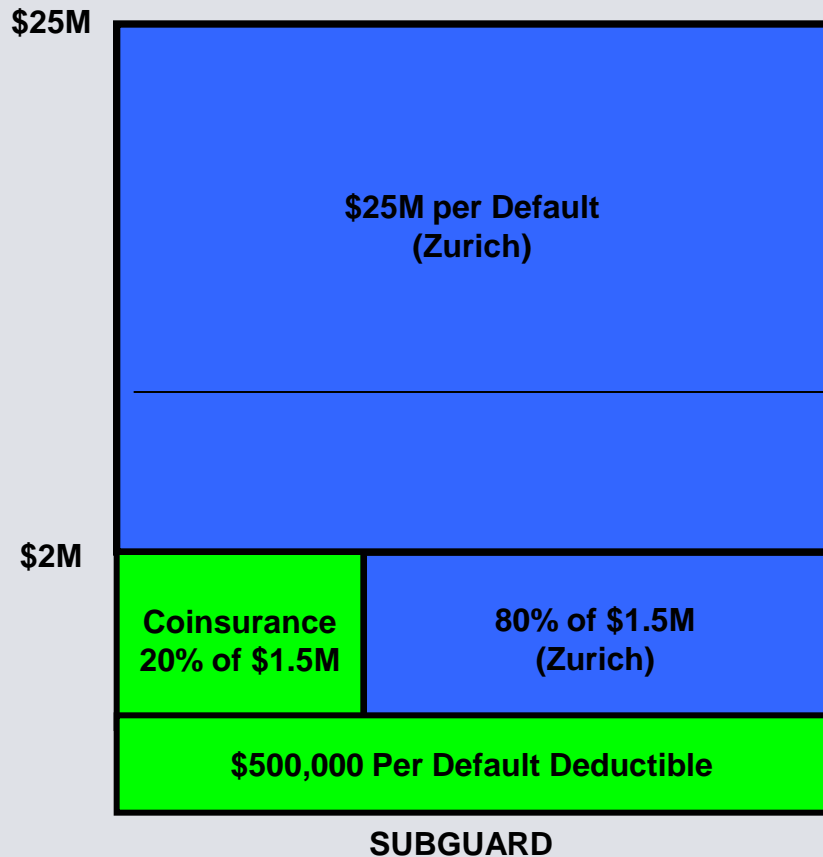 $25M
$25M per Default
(Zurich)
$2M
Coinsurance
20% of $1.5M
80% of $1.5M
(Zurich)
$500,000 Per Default Deductible
SUBGUARD